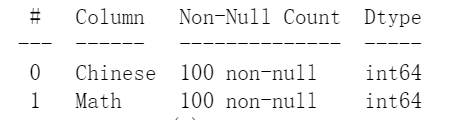 #   Column   Non-Null Count  Dtype
---  ------   --------------  -----
0   Chinese  100 non-null    int64
1   Math     100 non-null    int64